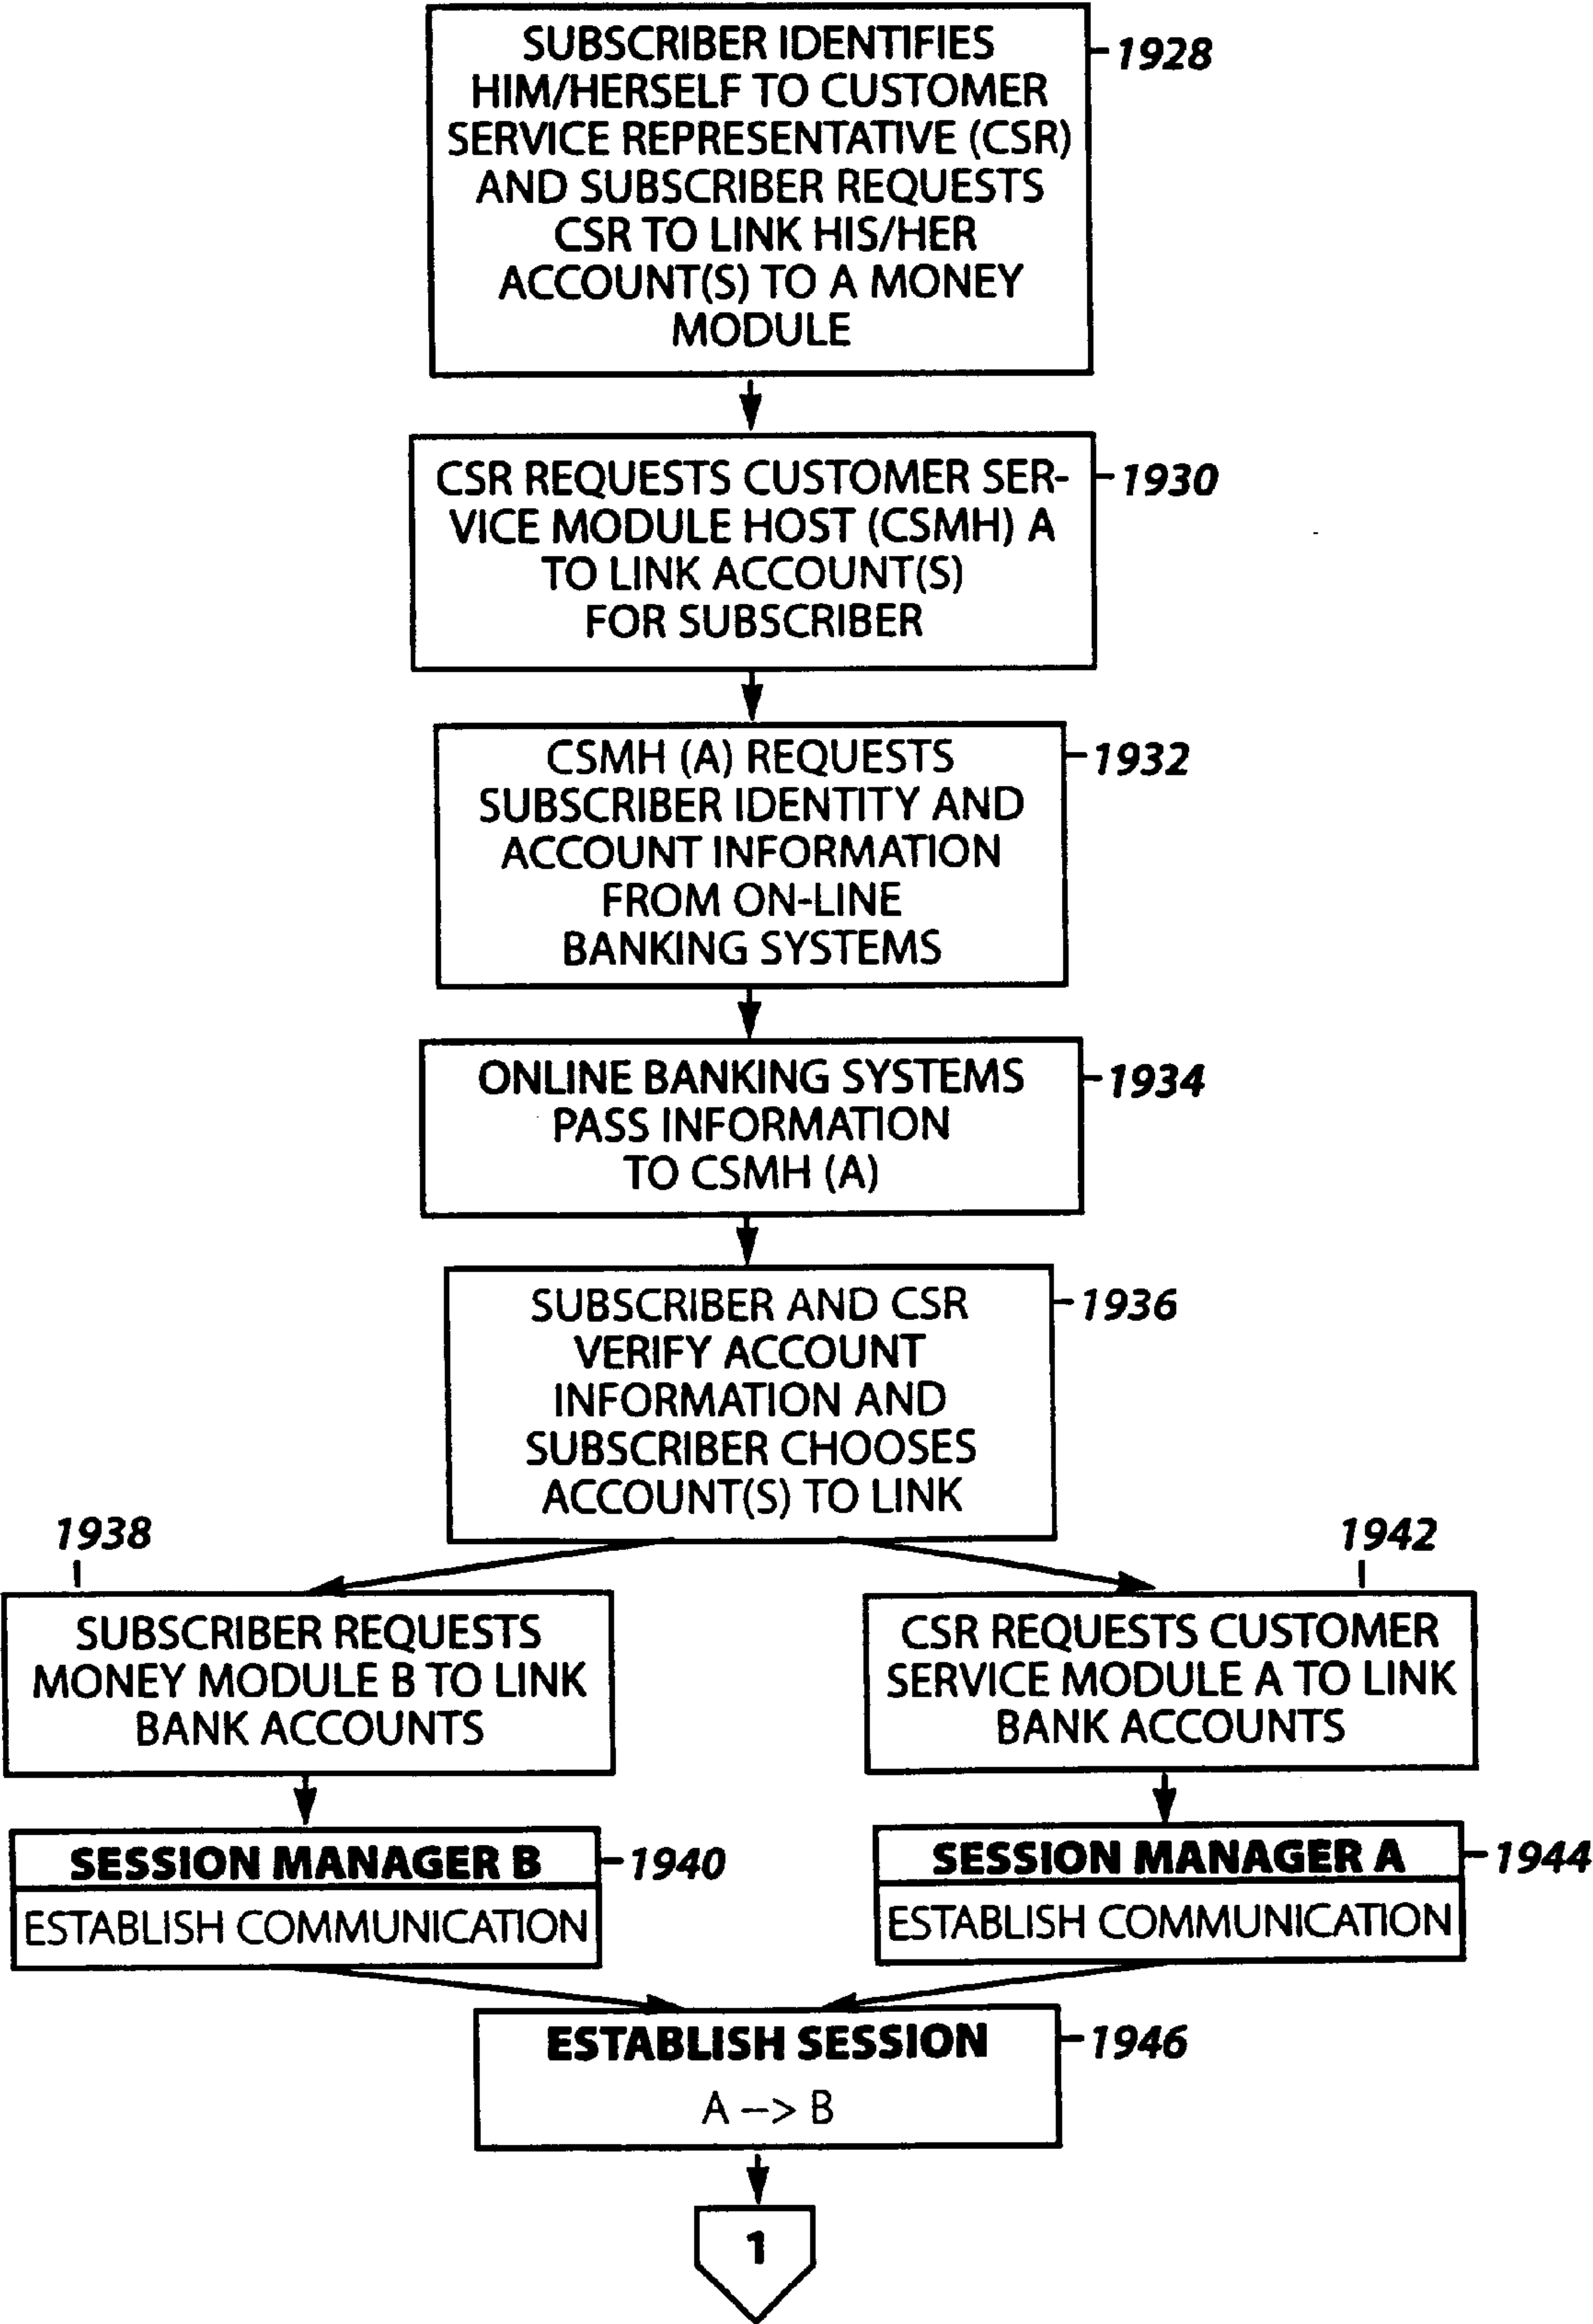 SUBSCRIBER IDENTIFIES
HIM/HERSELF TO CUSTOMER
SERVICE REPRESENTATIVE (CSR)
AND SUBSCRIBER REQUESTS
CSR TO LINK HIS/HER
ACCOUNT(S) TO A MONEY
MODULE
1928
CSR REQUESTS CUSTOMER SER-
VICE MODULE HOST (CSMH) A
TO LINK ACCOUNT(S)
FOR SUBSCRIBER
1930
CSMH (A) REQUESTS
SUBSCRIBER IDENTITY AND
ACCOUNT INFORMATION
FROM ON-LINE
BANKING SYSTEMS
1932
ONLINE BANKING SYSTEMS
PASS INFORMATION
TO CSMH (A)
1934
SUBSCRIBER AND CSR
VERIFY ACCOUNT
INFORMATION AND
SUBSCRIBER CHOOSES
ACCOUNT(S) TO LINK
1936
1938
SUBSCRIBER REQUESTS
MONEY MODULE B TO LINK
BANK ACCOUNTS
1942
CSR REQUESTS CUSTOMER
SERVICE MODULE A TO LINK
BANK ACCOUNTS
SESSION MANAGER B
1940
ESTABLISH COMMUNICATION
SESSION MANAGER A
1944
ESTABLISH COMMUNICATION
ESTABLISH SESSION
1946
A --> B
1